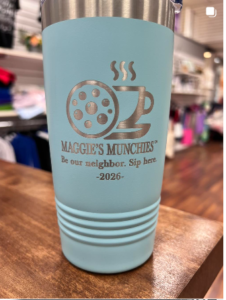 MAGGIE'S MUNCHIES™
Be our neighbor. Sip here.
-2026-